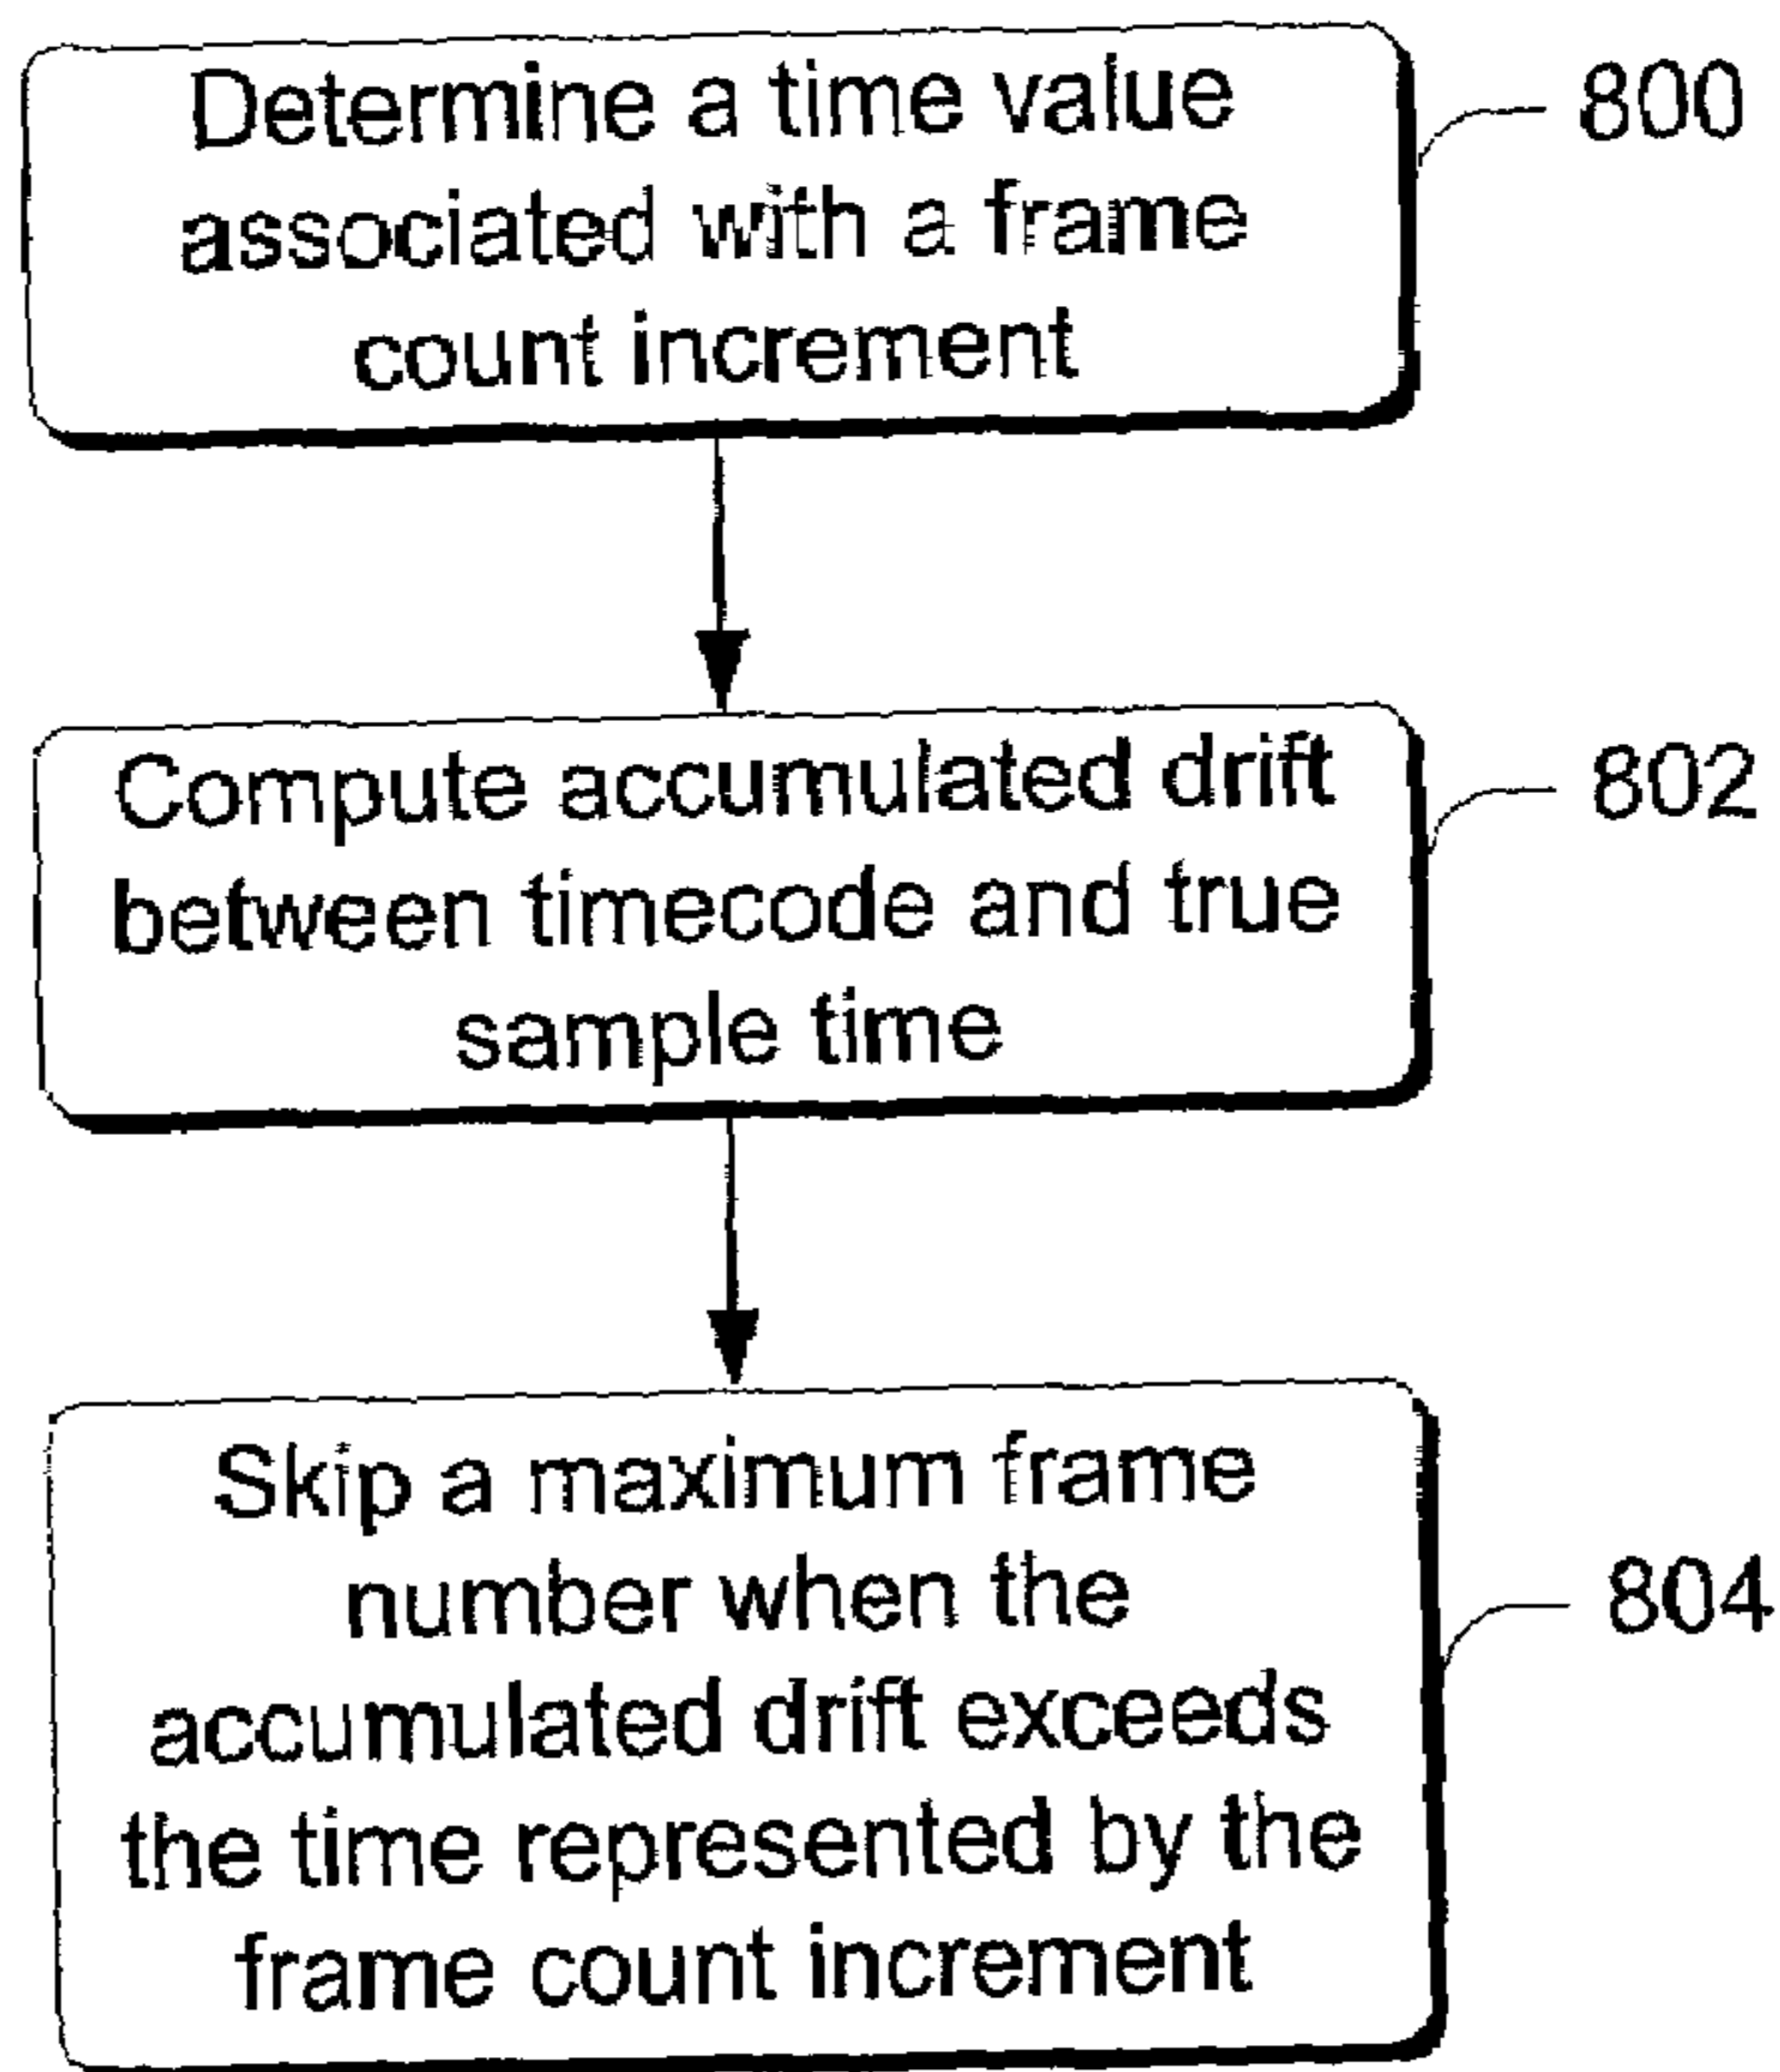 Determine a time value
associated with a frame
count increment
800
Compute accumulated drift
between timecode and true
sample time
802
Skip a maximum frame
number when the
accumulated drift exceeds
the time represented by the
frame count increment
804